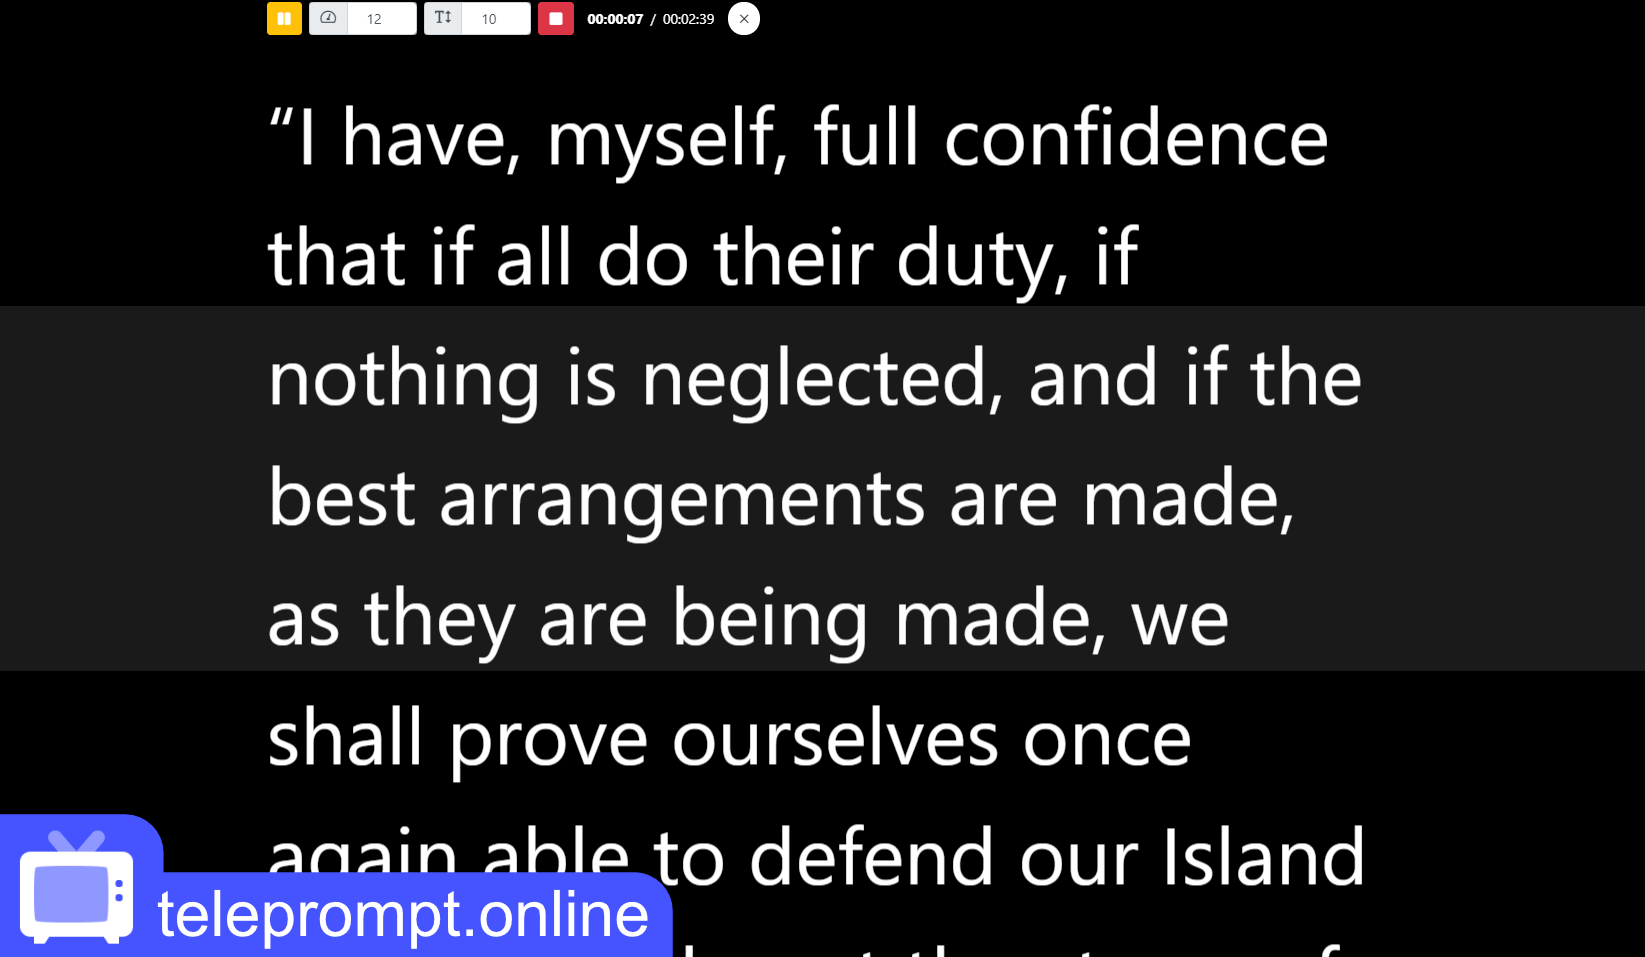 12
T↕ 10
00:00:07 / 00:02:39
“I have, myself, full confidence
that if all do their duty, if
nothing is neglected, and if the
best arrangements are made,
as they are being made, we
shall prove ourselves once
again able to defend our Island
teleprompt.online